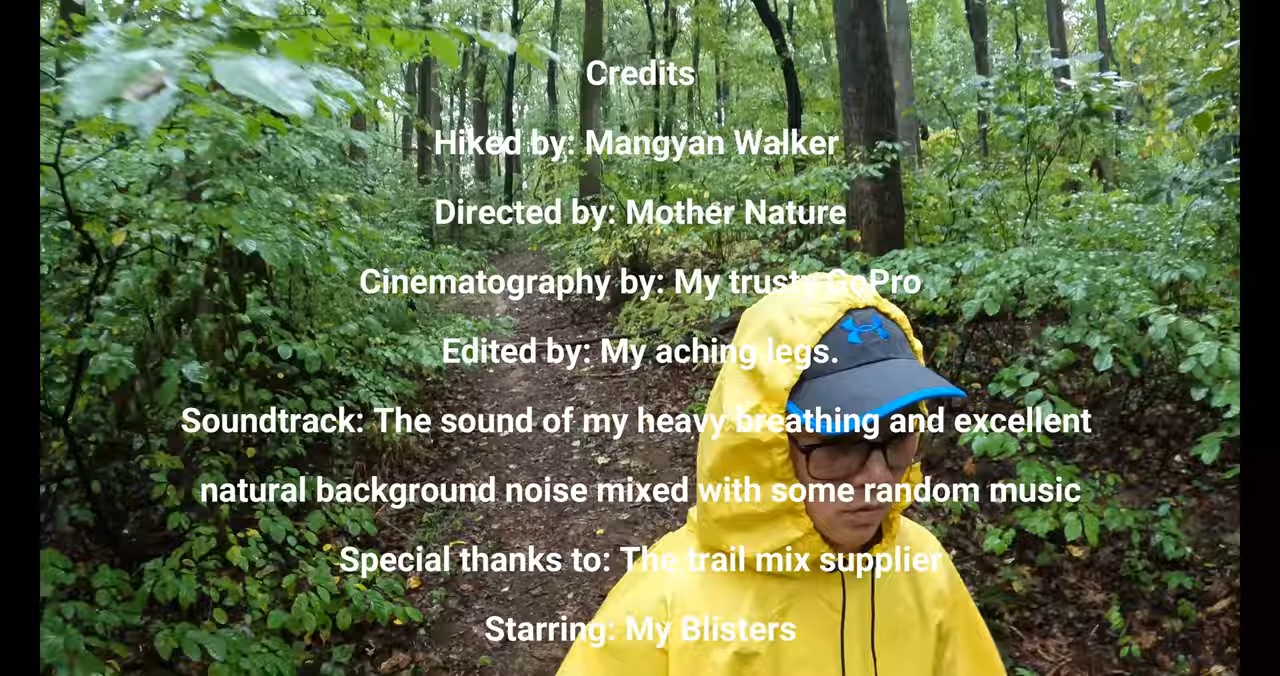 Credits
Hiked by: Mangyan Walker
Directed by: Mother Nature
Cinematography by: My trusty GoPro
Edited by: My aching legs.
Soundtrack: The sound of my heavy breathing and excellent
natural background noise mixed with some random music
Special thanks to: The trail mix supplier
Starring: My Blisters